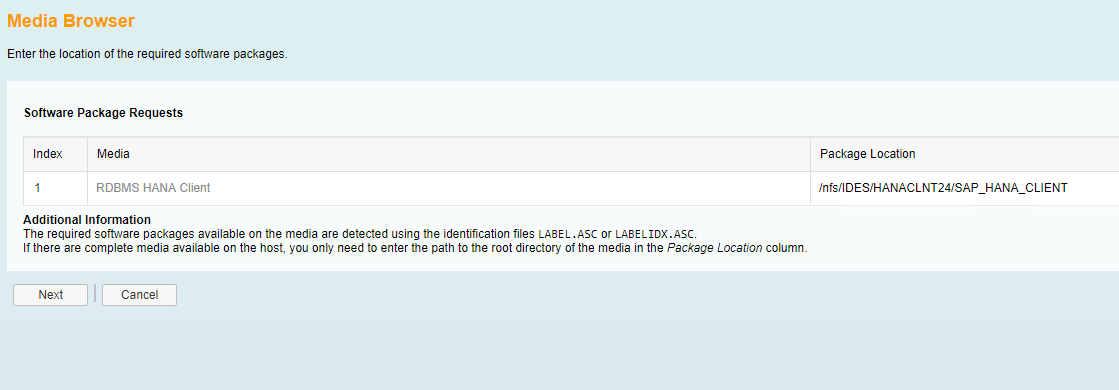 Media Browser
Enter the location of the required software packages.
Software Package Requests
Index Media Package Location
1 RDBMS HANA Client /nfs/IDES/HANACLNT24/SAP_HANA_CLIENT
Additional Information
The required software packages available on the media are detected using the identification files LABEL.ASC or LABELIDX.ASC.
If there are complete media available on the host, you only need to enter the path to the root directory of the media in the Package Location column.
Next Cancel